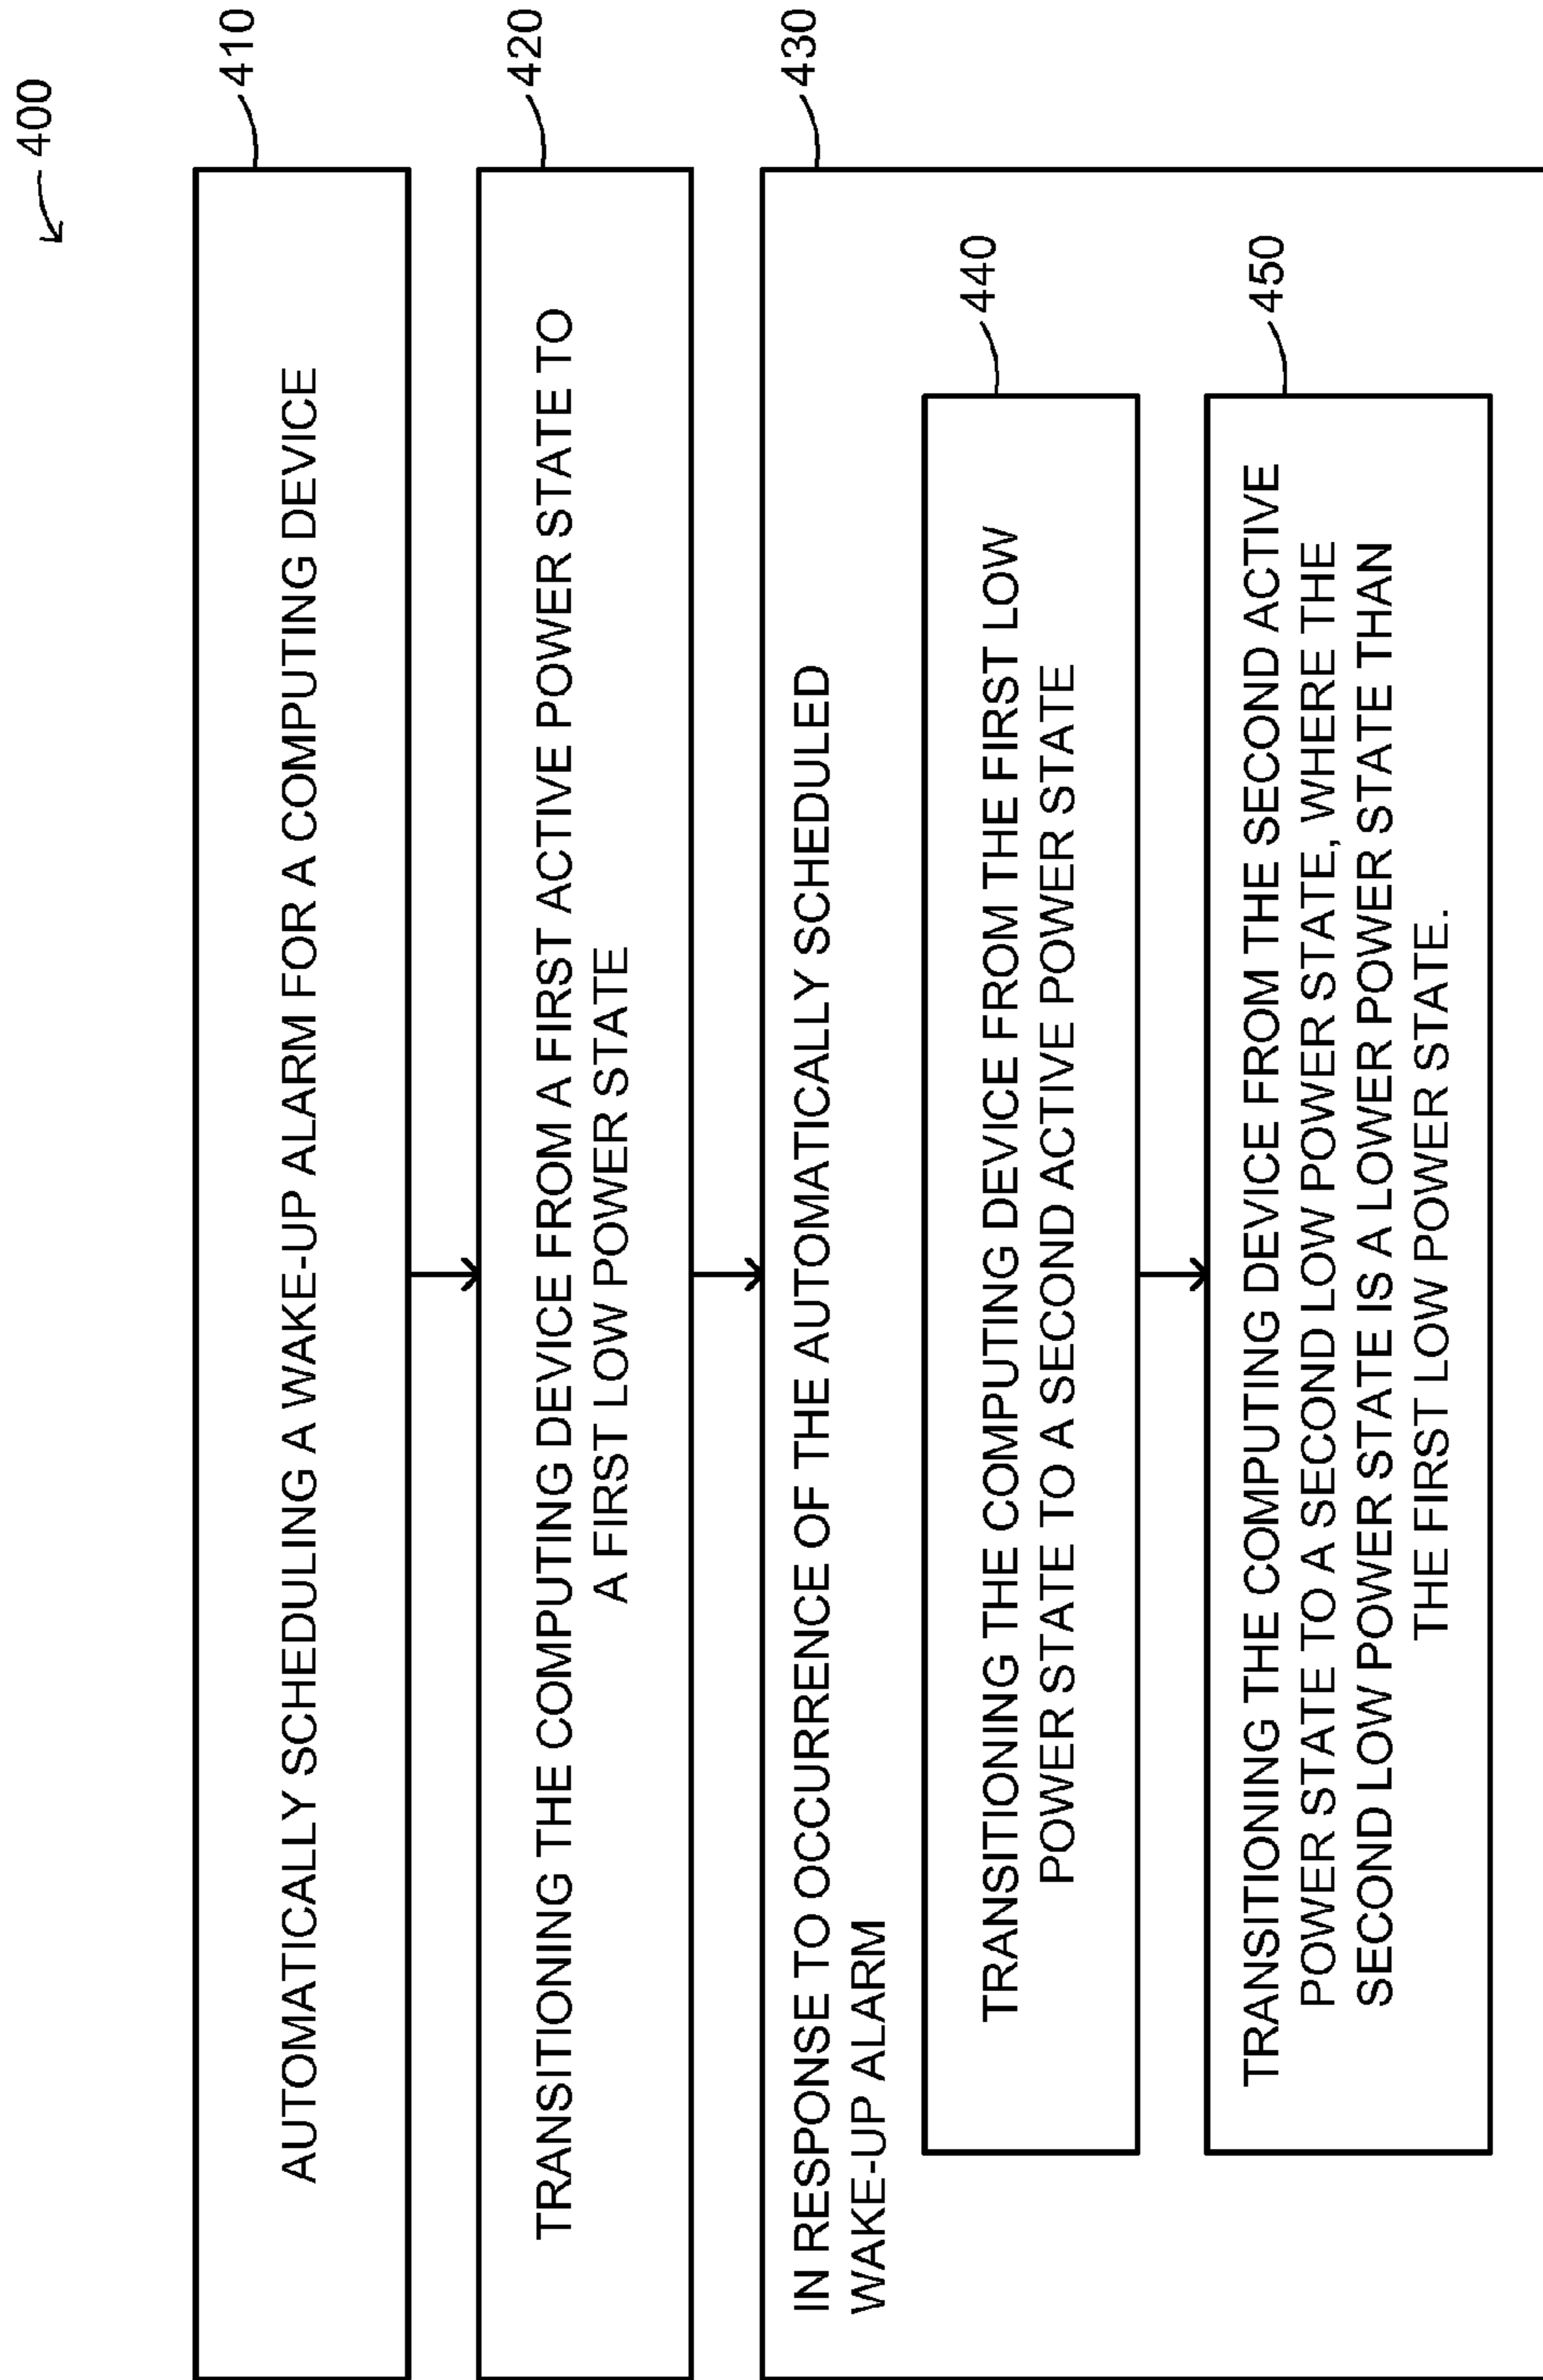 400
410
AUTOMATICALLY SCHEDULING A WAKE-UP ALARM FOR A COMPUTING DEVICE
420
TRANSITIONING THE COMPUTING DEVICE FROM A FIRST ACTIVE POWER STATE TO
A FIRST LOW POWER STATE
430
IN RESPONSE TO OCCURRENCE OF THE AUTOMATICALLY SCHEDULED
WAKE-UP ALARM
440
TRANSITIONING THE COMPUTING DEVICE FROM THE FIRST LOW
POWER STATE TO A SECOND ACTIVE POWER STATE
450
TRANSITIONING THE COMPUTING DEVICE FROM THE SECOND ACTIVE
POWER STATE TO A SECOND LOW POWER STATE, WHERE THE
SECOND LOW POWER STATE IS A LOWER POWER STATE THAN
THE FIRST LOW POWER STATE.